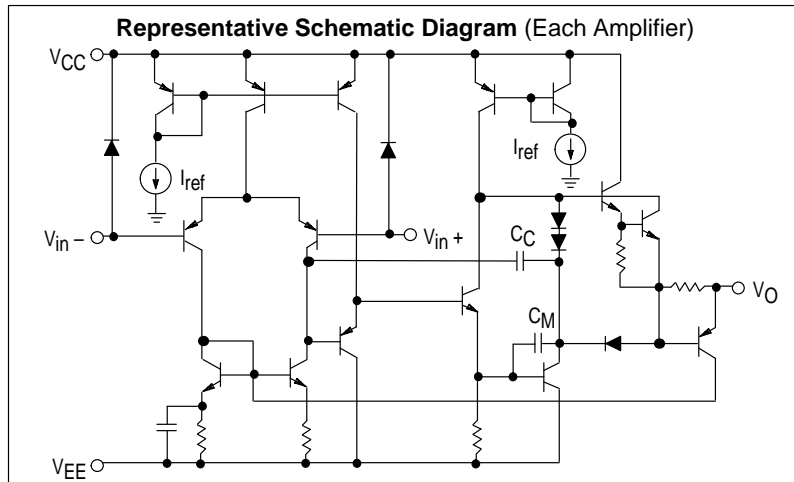 Representative Schematic Diagram (Each Amplifier)
VCC
Iref
Iref
Vin –
Vin +
CC
CM
VO
VEE